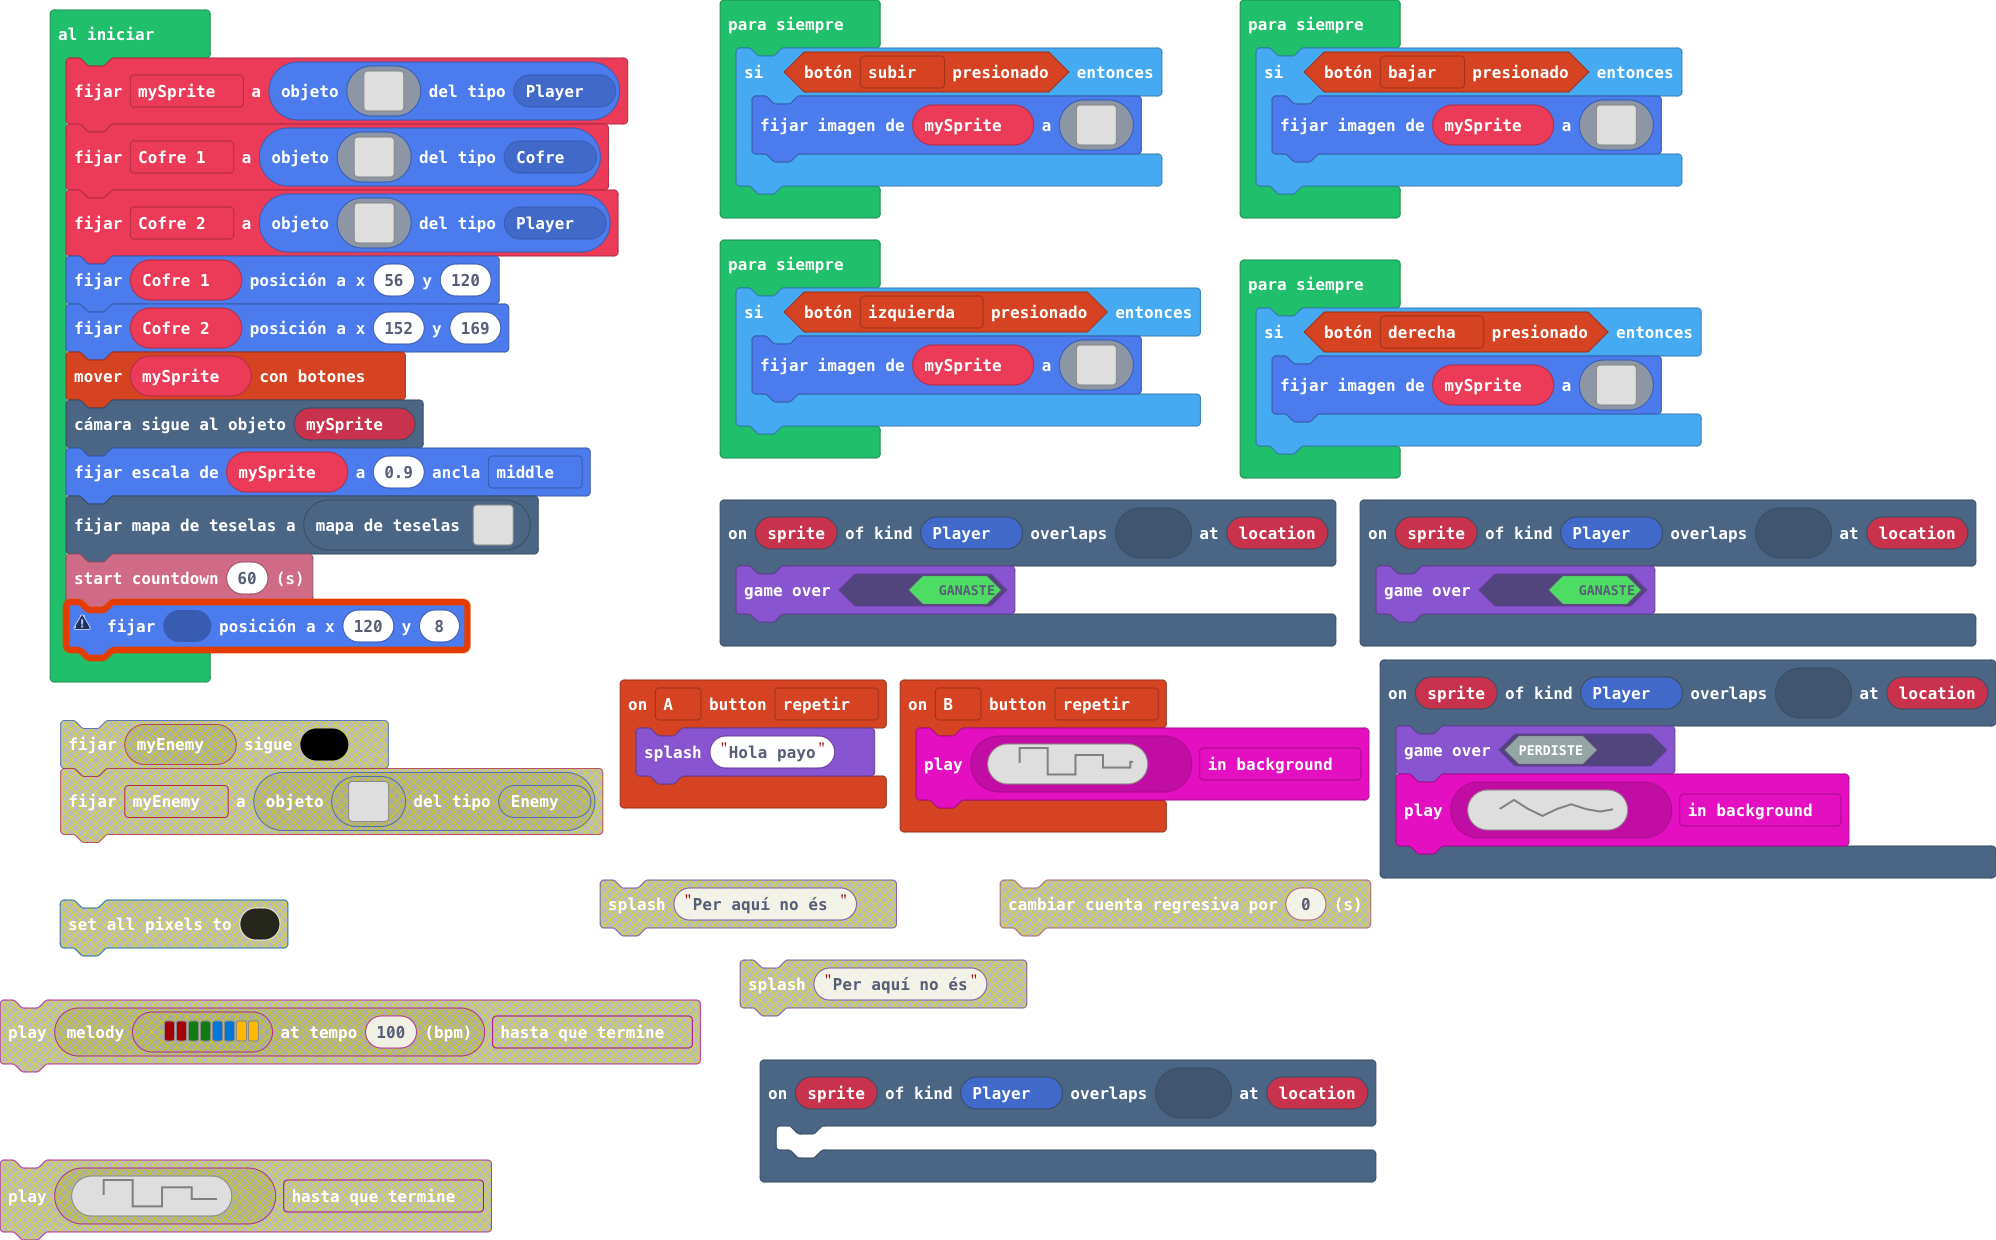 al iniciar
fijar mySprite a objeto del tipo Player
fijar Cofre 1 a objeto del tipo Cofre
fijar Cofre 2 a objeto del tipo Player
fijar Cofre 1 posición a x 56 y 120
fijar Cofre 2 posición a x 152 y 169
mover mySprite con botones
cámara sigue al objeto mySprite
fijar escala de mySprite a 0.9 ancla middle
fijar mapa de teselas a mapa de teselas
start countdown 60 (s)
fijar posición a x 120 y 8
para siempre
si botón subir presionado entonces
fijar imagen de mySprite a
para siempre
si botón bajar presionado entonces
fijar imagen de mySprite a
para siempre
si botón izquierda presionado entonces
fijar imagen de mySprite a
para siempre
si botón derecha presionado entonces
fijar imagen de mySprite a
on sprite of kind Player overlaps at location
game over GANASTE
on sprite of kind Player overlaps at location
game over GANASTE
fijar myEnemy sigue
fijar myEnemy a objeto del tipo Enemy
on A button repetir
splash "Hola payo"
on B button repetir
play in background
on sprite of kind Player overlaps at location
game over PERDISTE
play in background
set all pixels to
splash "Per aquí no és "
cambiar cuenta regresiva por 0 (s)
splash "Per aquí no és"
play melody at tempo 100 (bpm) hasta que termine
on sprite of kind Player overlaps at location
play hasta que termine